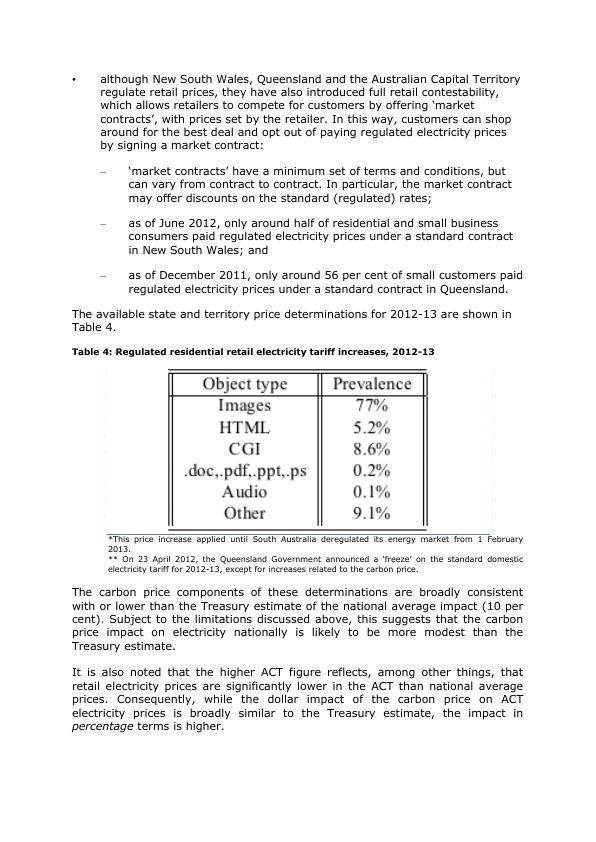 • although New South Wales, Queensland and the Australian Capital Territory
regulate retail prices, they have also introduced full retail contestability,
which allows retailers to compete for customers by offering ‘market
contracts’, with prices set by the retailer. In this way, customers can shop
around for the best deal and opt out of paying regulated electricity prices
by signing a market contract:
– ‘market contracts’ have a minimum set of terms and conditions, but
can vary from contract to contract. In particular, the market contract
may offer discounts on the standard (regulated) rates;
– as of June 2012, only around half of residential and small business
consumers paid regulated electricity prices under a standard contract
in New South Wales; and
– as of December 2011, only around 56 per cent of small customers paid
regulated electricity prices under a standard contract in Queensland.
The available state and territory price determinations for 2012-13 are shown in
Table 4.
Table 4: Regulated residential retail electricity tariff increases, 2012-13
Object type Prevalence
Images 77%
HTML 5.2%
CGI 8.6%
.doc,.pdf,.ppt,.ps 0.2%
Audio 0.1%
Other 9.1%
*This price increase applied until South Australia deregulated its energy market from 1 February
2013.
** On 23 April 2012, the Queensland Government announced a ‘freeze’ on the standard domestic
electricity tariff for 2012-13, except for increases related to the carbon price.
The carbon price components of these determinations are broadly consistent
with or lower than the Treasury estimate of the national average impact (10 per
cent). Subject to the limitations discussed above, this suggests that the carbon
price impact on electricity nationally is likely to be more modest than the
Treasury estimate.
It is also noted that the higher ACT figure reflects, among other things, that
retail electricity prices are significantly lower in the ACT than national average
prices. Consequently, while the dollar impact of the carbon price on ACT
electricity prices is broadly similar to the Treasury estimate, the impact in
percentage terms is higher.